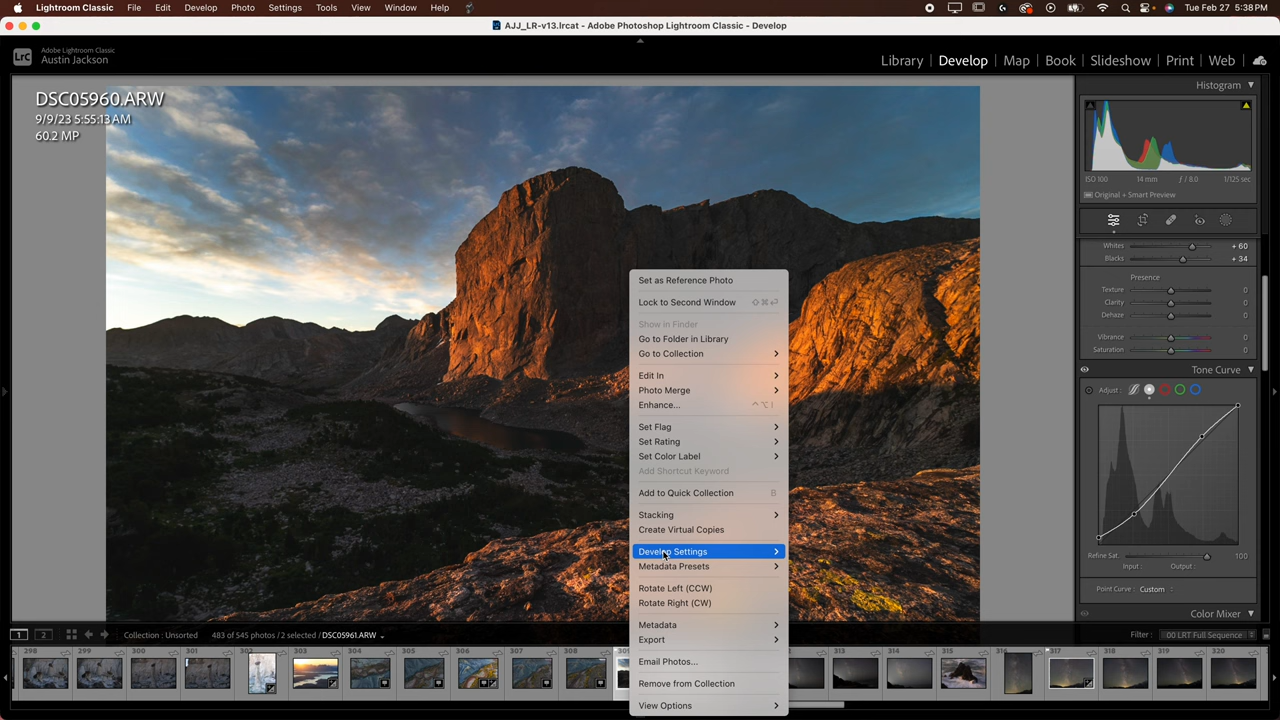 Lightroom Classic File Edit Develop Photo Settings Tools View Window Help Tue Feb 27 5:38 PM
AJJ_LR-v13.lrcat - Adobe Photoshop Lightroom Classic - Develop
LrC Adobe Lightroom Classic
Austin Jackson
Library | Develop | Map | Book | Slideshow | Print | Web
DSC05960.ARW
9/9/23 5:55:13 AM
60.2 MP
Histogram
ISO 100 14 mm ƒ / 8.0 1/125 sec
Original + Smart Preview
Whites + 60
Blacks + 34
Presence
Texture 0
Clarity 0
Dehaze 0
Vibrance 0
Saturation 0
Tone Curve
Adjust :
Refine Sat. 100
Input : Output :
Point Curve : Custom
Color Mixer
Set as Reference Photo
Lock to Second Window ⇧⌘⏎
Show in Finder
Go to Folder in Library
Go to Collection
Edit In
Photo Merge
Enhance... ^⌥I
Set Flag
Set Rating
Set Color Label
Add Shortcut Keyword
Add to Quick Collection B
Stacking
Create Virtual Copies
Develop Settings
Metadata Presets
Rotate Left (CCW)
Rotate Right (CW)
Metadata
Export
Email Photos...
Remove from Collection
View Options
1 2 Collection : Unsorted 483 of 545 photos / 2 selected / DSC05961.ARW Filter : 00 LRT Full Sequence
298 299 300 301 302 303 304 305 306 307 308 309 313 314 315 316 317 318 319 320